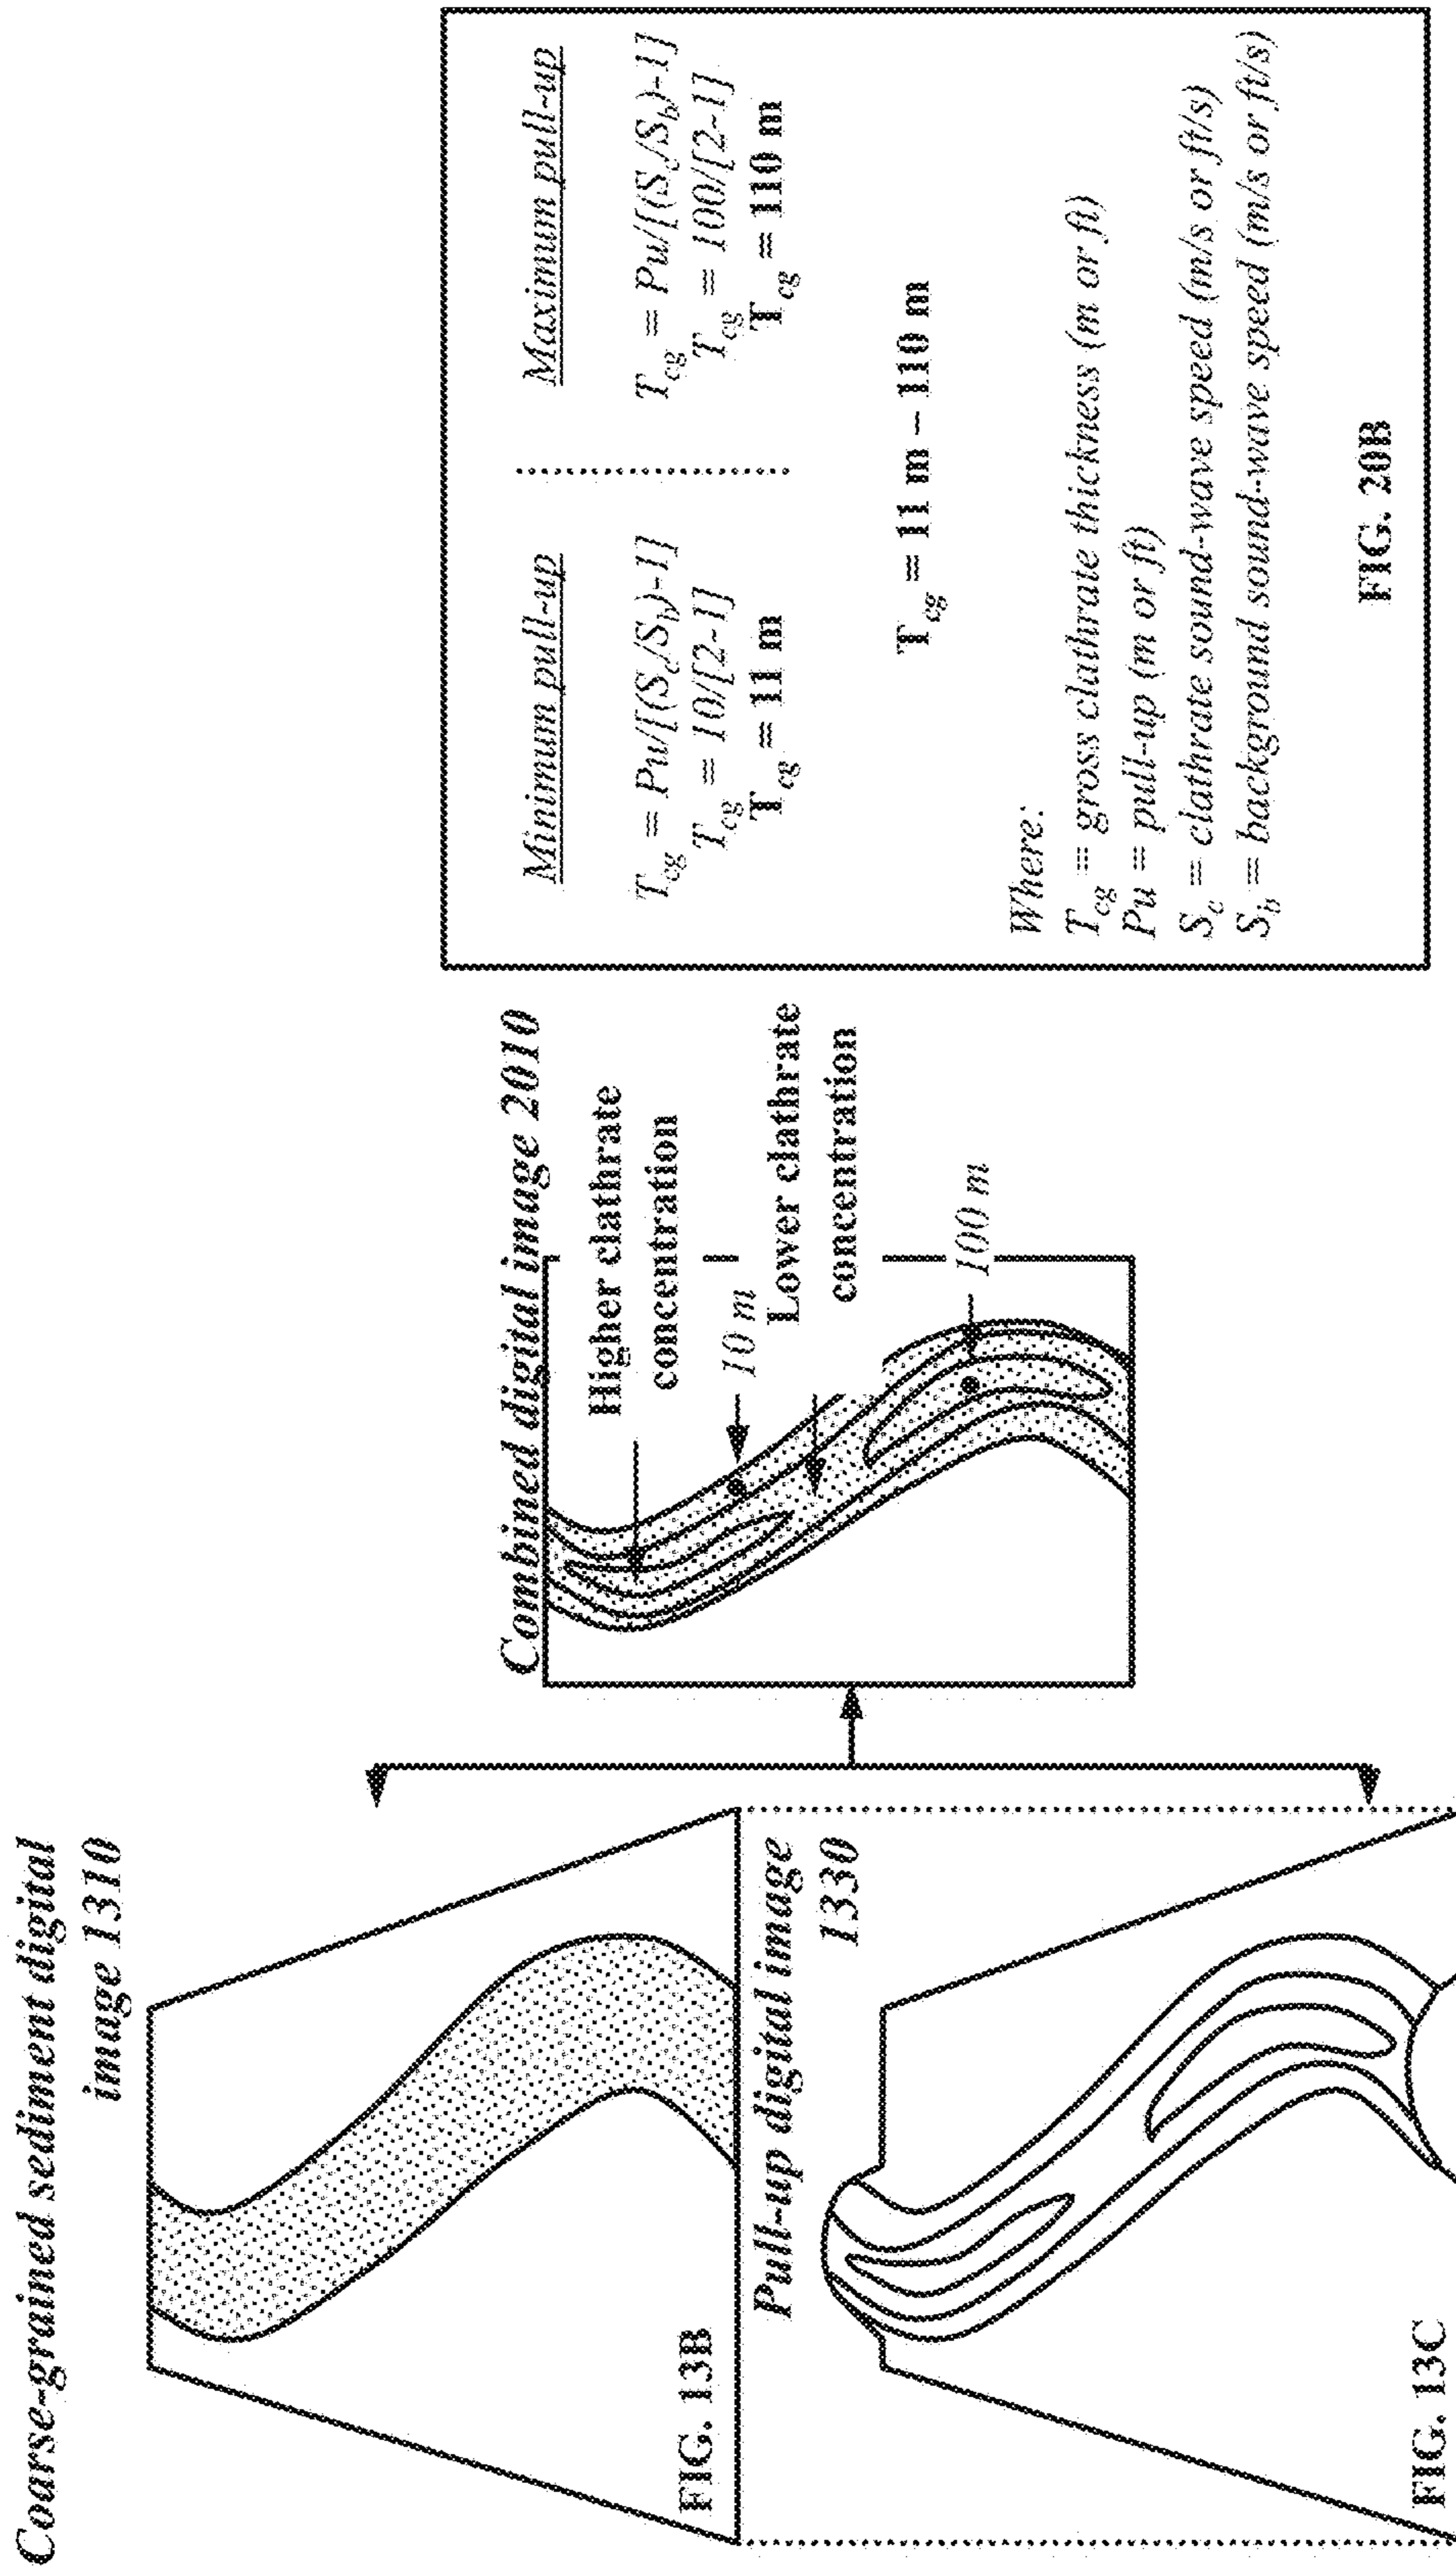 Coarse-grained sediment digital
image 1310
FIG. 13B
Pull-up digital image
1330
FIG. 13C
Combined digital image 2010
Higher clathrate
concentration
10 m
Lower clathrate
concentration
100 m
Minimum pull-up
T_cg = Pu/[(S_c/S_b)-1]
T_cg = 10/[2-1]
T_cg = 11 m
Maximum pull-up
T_cg = Pu/[(S_c/S_b)-1]
T_cg = 100/[2-1]
T_cg = 110 m
T_cg = 11 m – 110 m
Where:
T_cg = gross clathrate thickness (m or ft)
Pu = pull-up (m or ft)
S_c = clathrate sound-wave speed (m/s or ft/s)
S_b = background sound-wave speed (m/s or ft/s)
FIG. 20B